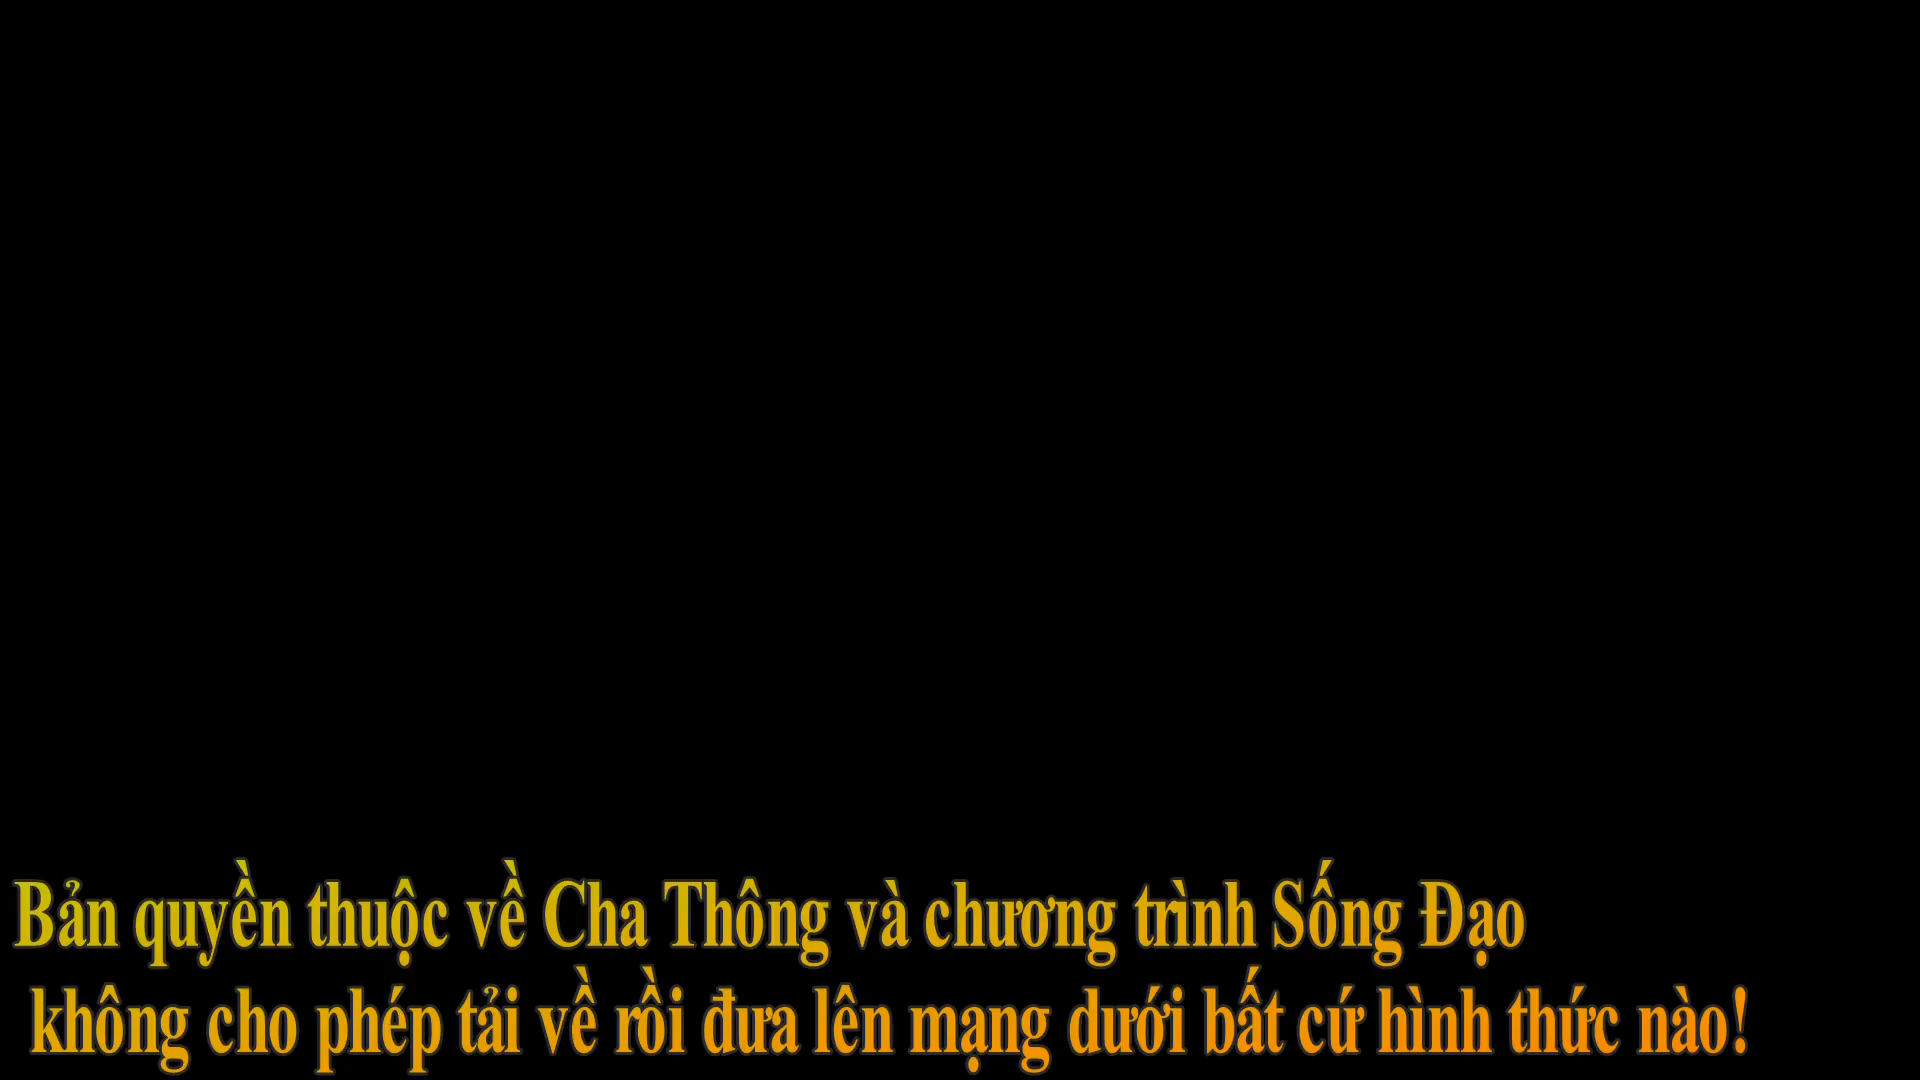 Bản quyền thuộc về Cha Thông và chương trình Sống Đạo
không cho phép tải về rồi đưa lên mạng dưới bất cứ hình thức nào!